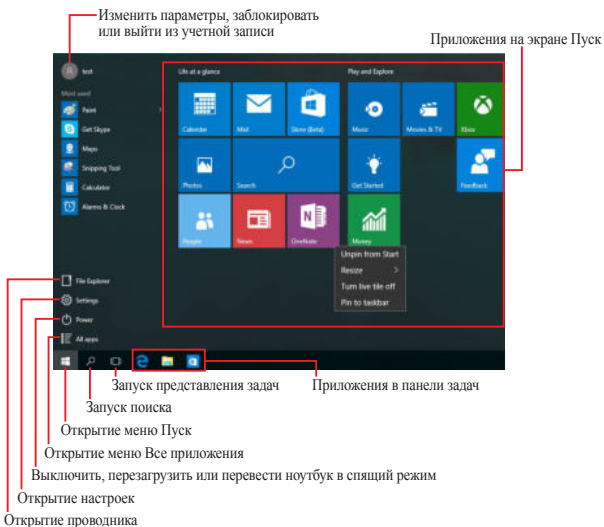 Изменить параметры, заблокировать
или выйти из учетной записи
Приложения на экране Пуск
test
Life at a glance
Play and Explore
Most used
Paint
Get Skype
Maps
Snipping Tool
Calculator
Alarms & Clock
Calendar
Mail
Store (Beta)
Music
Movies & TV
Xbox
Photos
Search
Get Started
Feedback
People
News
OneNote
Money
Unpin from Start
Resize
Turn live tile off
Pin to taskbar
File Explorer
Settings
Power
All apps
Запуск представления задач
Приложения в панели задач
Запуск поиска
Открытие меню Пуск
Открытие меню Все приложения
Выключить, перезагрузить или перевести ноутбук в спящий режим
Открытие настроек
Открытие проводника